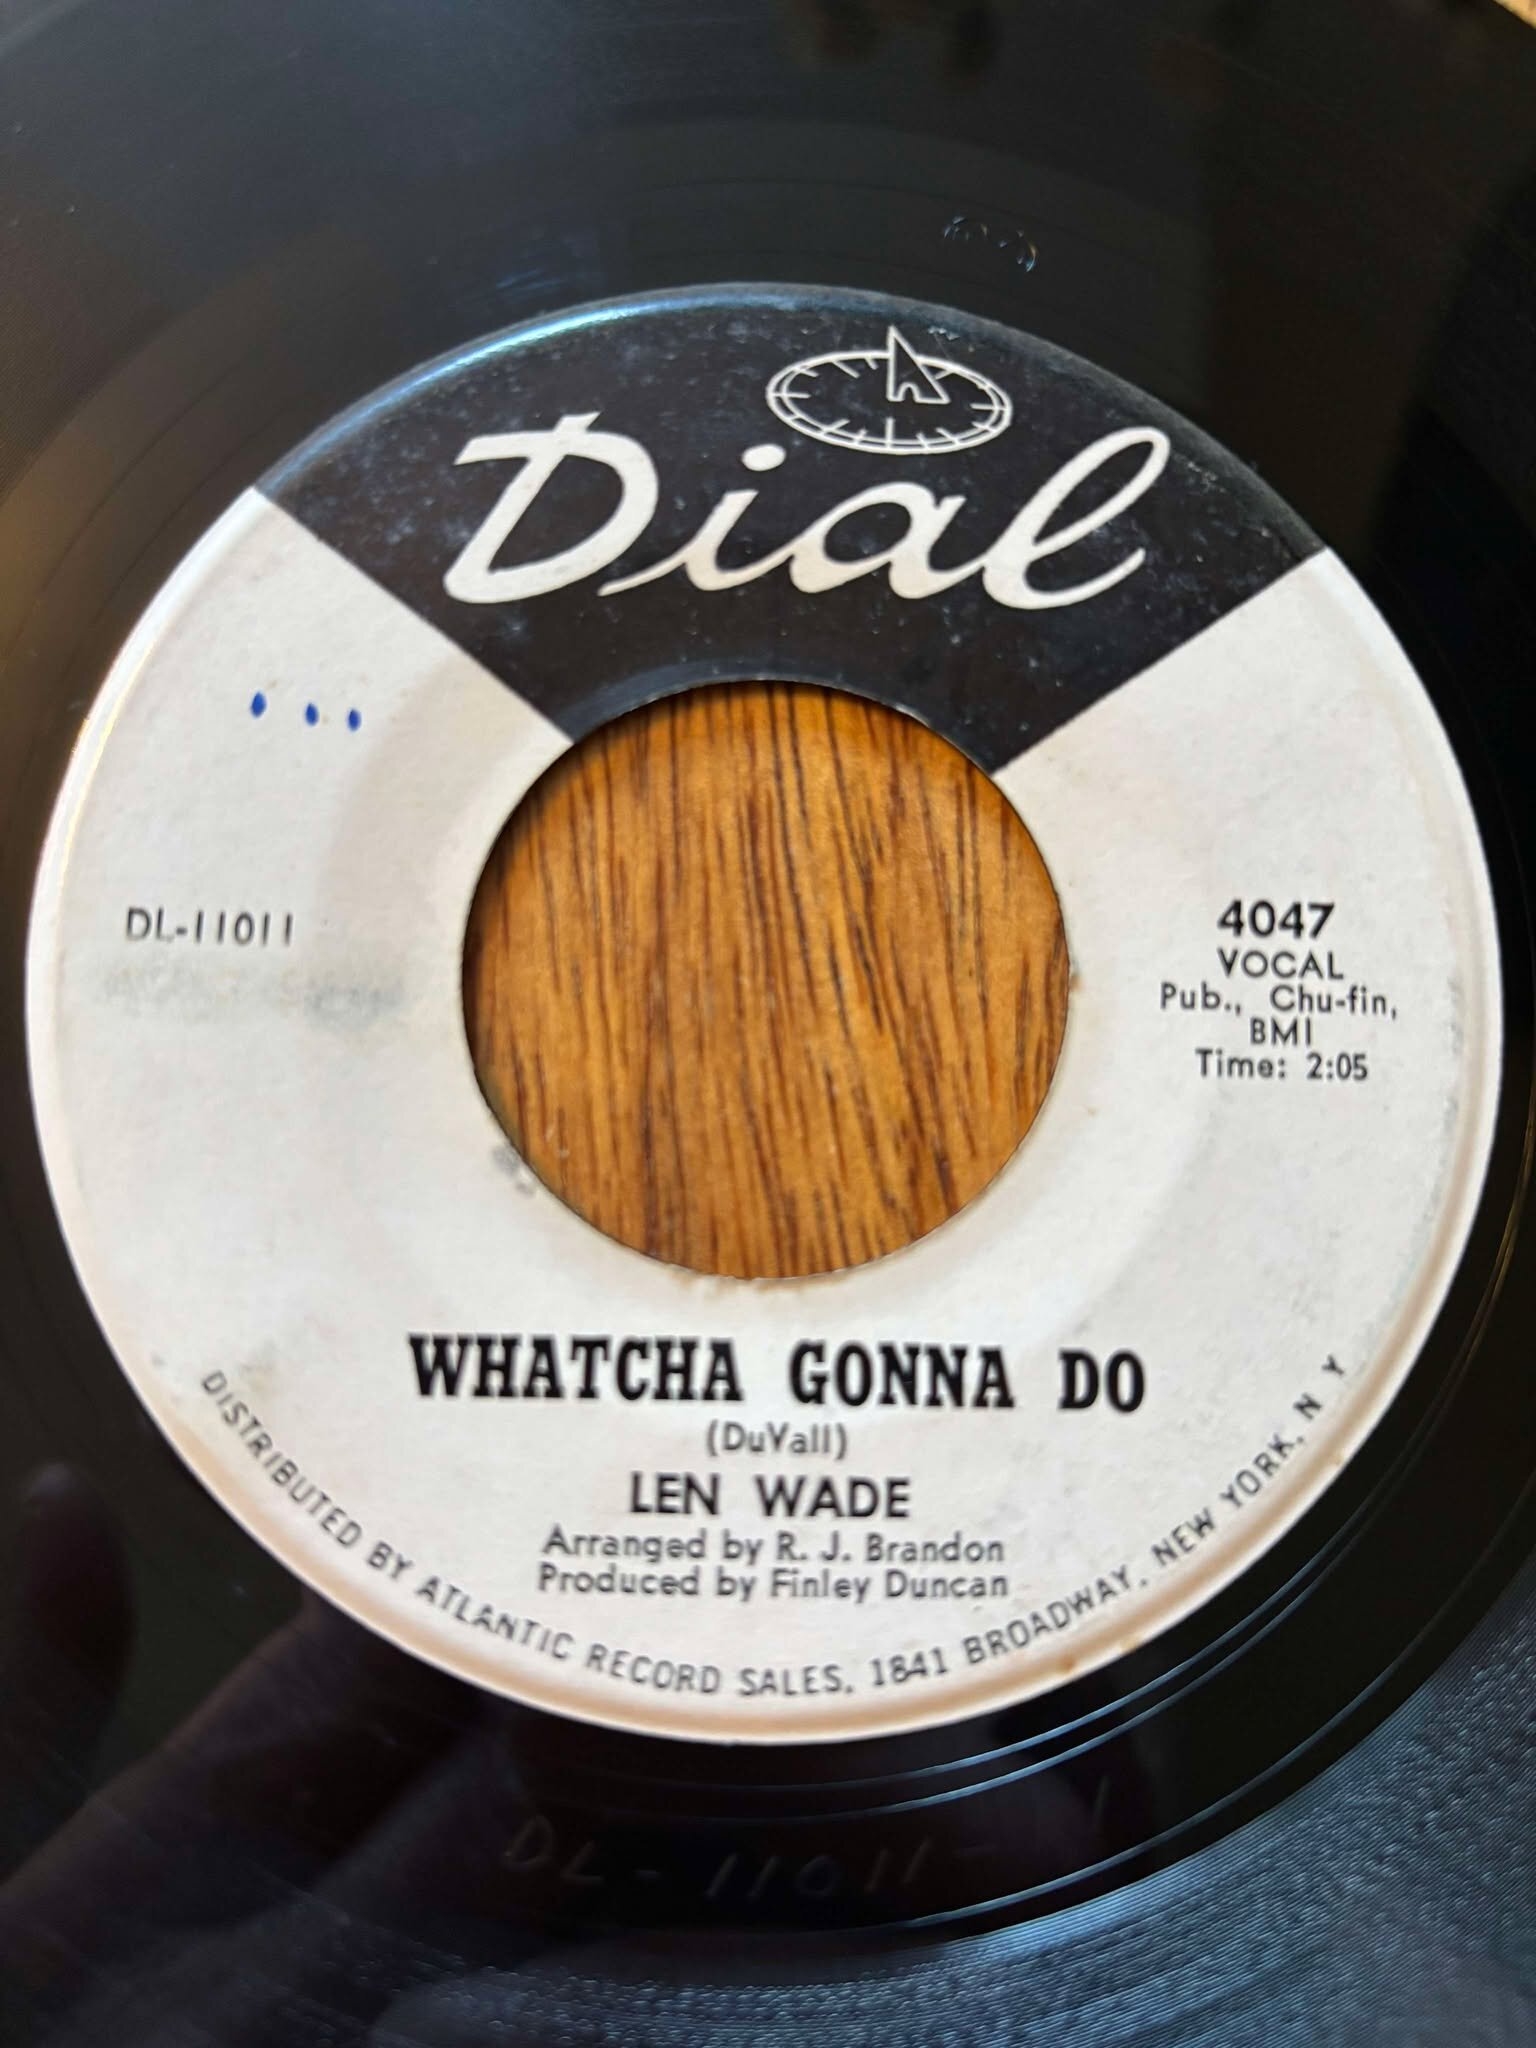 Dial
DL-11011
4047
VOCAL
Pub., Chu-fin,
BMI
Time: 2:05
WHATCHA GONNA DO
(DuVall)
LEN WADE
Arranged by R. J. Brandon
Produced by Finley Duncan
DISTRIBUTED BY ATLANTIC RECORD SALES, 1841 BROADWAY, NEW YORK, N Y
DL-11011-